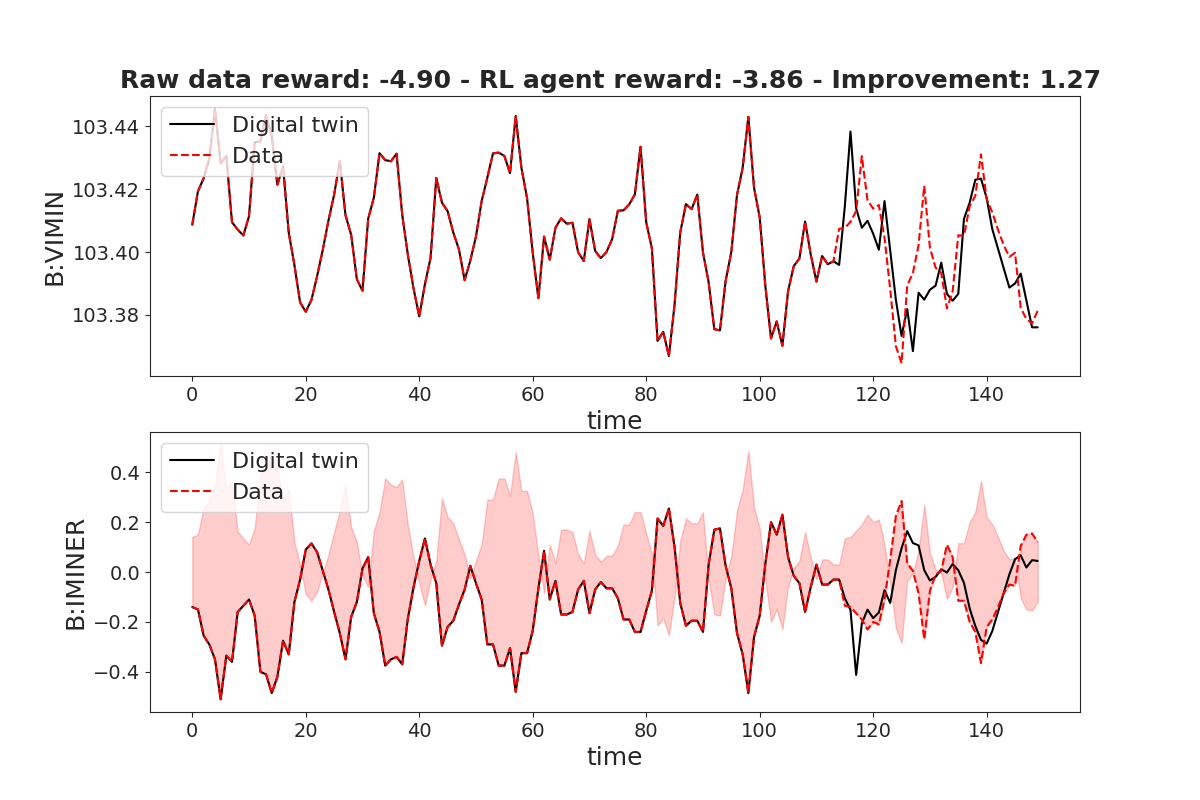 Raw data reward: -4.90 - RL agent reward: -3.86 - Improvement: 1.27
Digital twin
Data
103.44
103.42
103.40
103.38
B:VIMIN
0 20 40 60 80 100 120 140
time
Digital twin
Data
0.4
0.2
0.0
−0.2
−0.4
B:IMINER
0 20 40 60 80 100 120 140
time